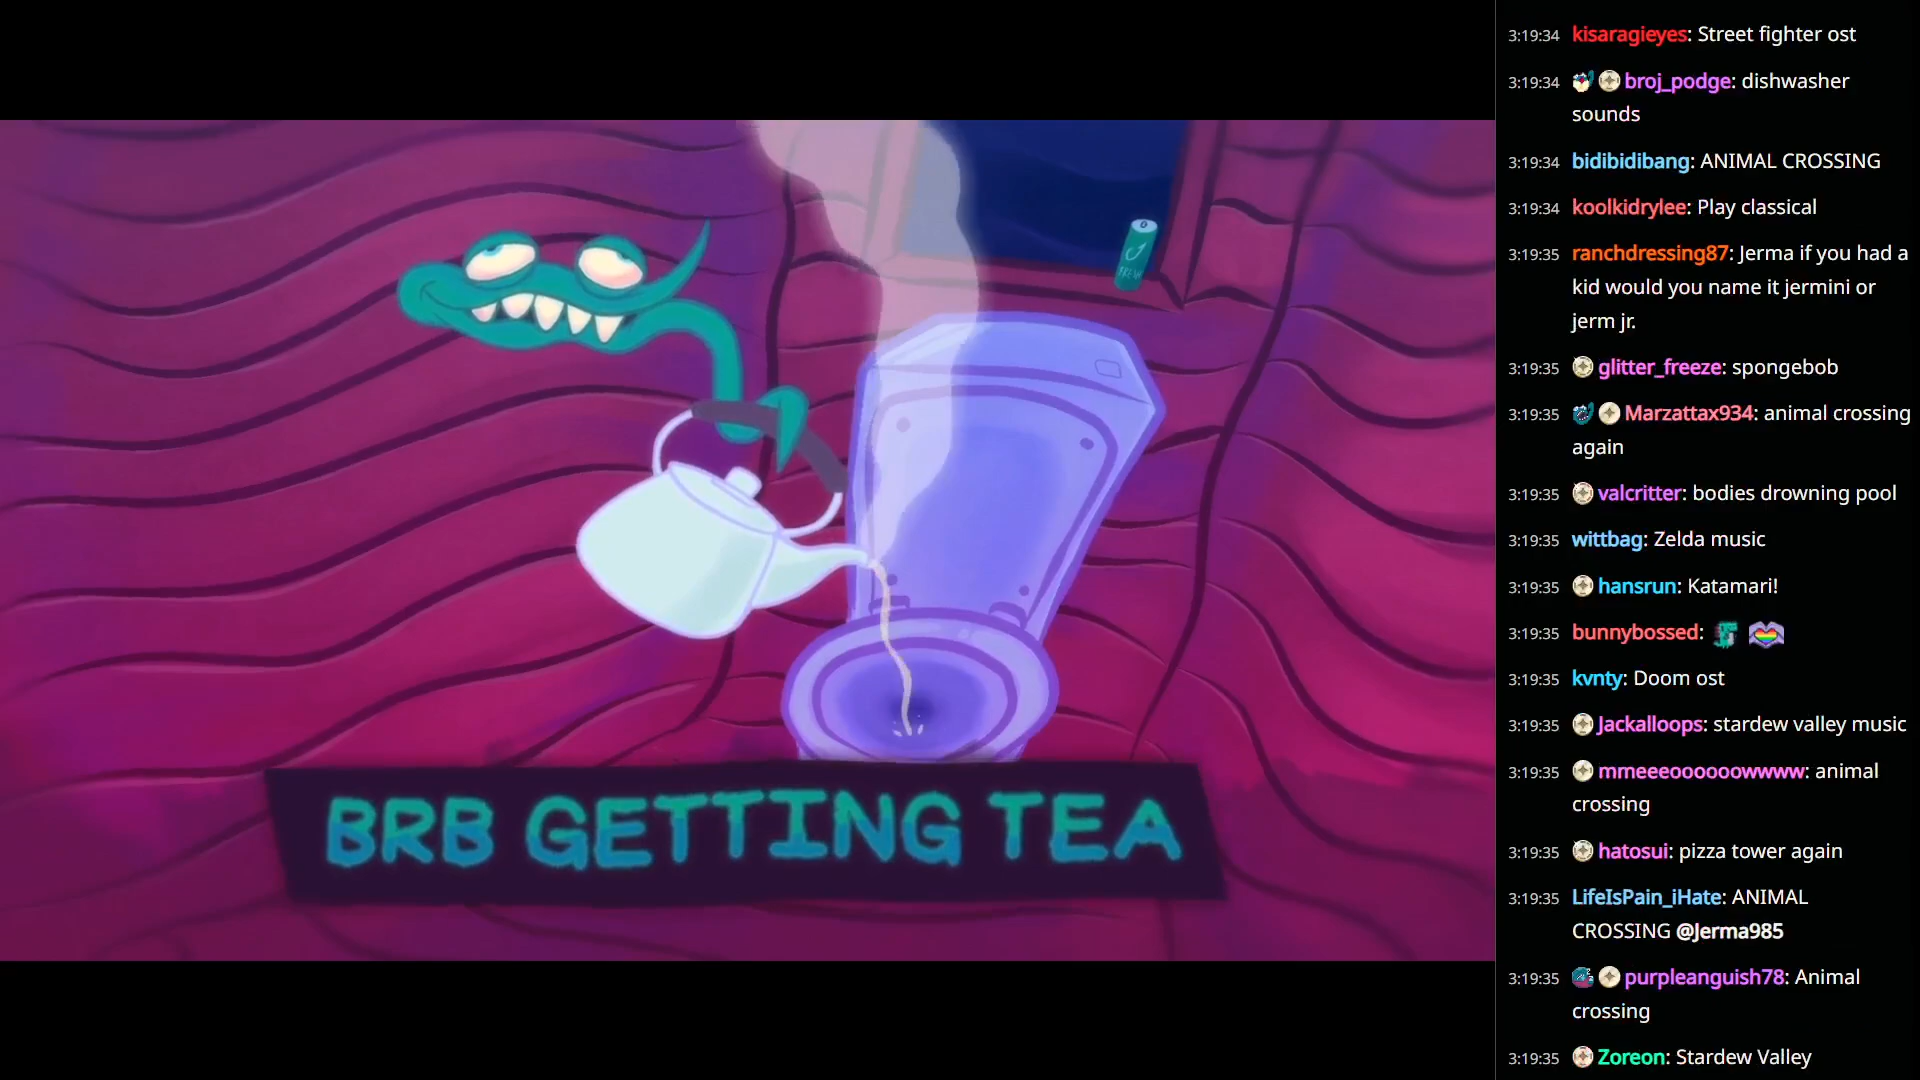 BREW
BRB GETTING TEA
3:19:34 kisaragieyes: Street fighter ost
3:19:34 broj_podge: dishwasher
sounds
3:19:34 bidibidibang: ANIMAL CROSSING
3:19:34 koolkidrylee: Play classical
3:19:35 ranchdressing87: Jerma if you had a
kid would you name it jermini or
jerm jr.
3:19:35 glitter_freeze: spongebob
3:19:35 Marzattax934: animal crossing
again
3:19:35 valcritter: bodies drowning pool
3:19:35 wittbag: Zelda music
3:19:35 hansrun: Katamari!
3:19:35 bunnybossed:
3:19:35 kvnty: Doom ost
3:19:35 Jackalloops: stardew valley music
3:19:35 mmeeeoooooowwww: animal
crossing
3:19:35 hatosui: pizza tower again
3:19:35 LifeIsPain_iHate: ANIMAL
CROSSING @Jerma985
3:19:35 purpleanguish78: Animal
crossing
3:19:35 Zoreon: Stardew Valley